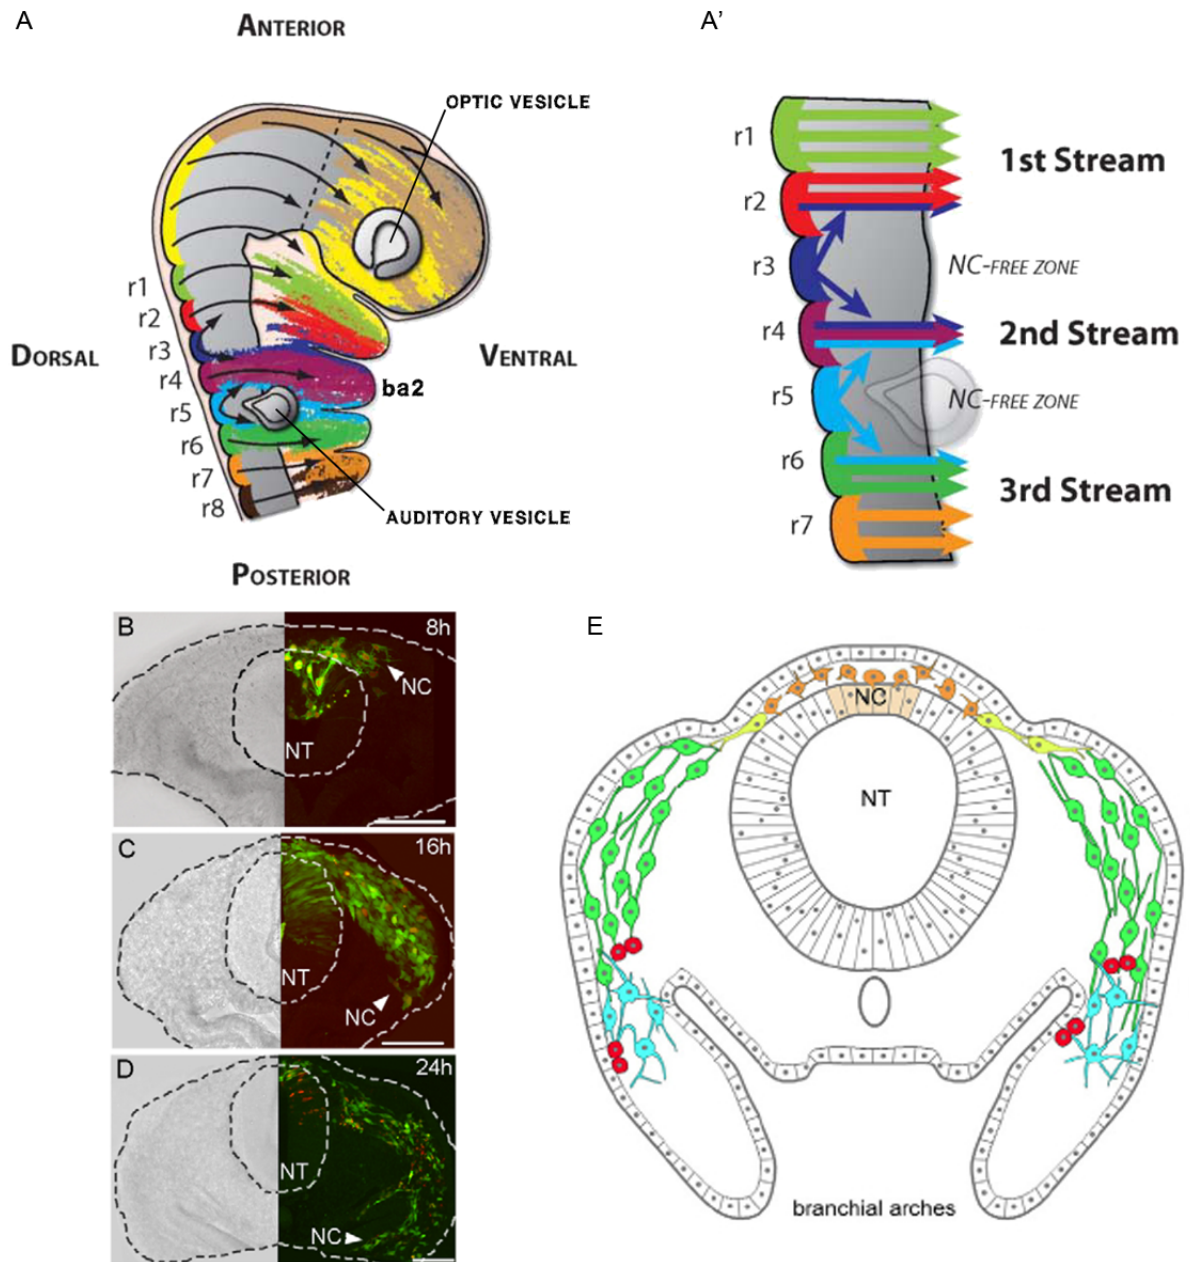 A
ANTERIOR
OPTIC VESICLE
r1
r2
r3
r4
r5
r6
r7
r8
DORSAL
VENTRAL
ba2
AUDITORY VESICLE
POSTERIOR
A’
r1
r2
r3
r4
r5
r6
r7
1st Stream
NC-FREE ZONE
2nd Stream
NC-FREE ZONE
3rd Stream
B
8h
NC
NT
C
16h
NT
NC
D
24h
NT
NC
E
NC
NT
branchial arches